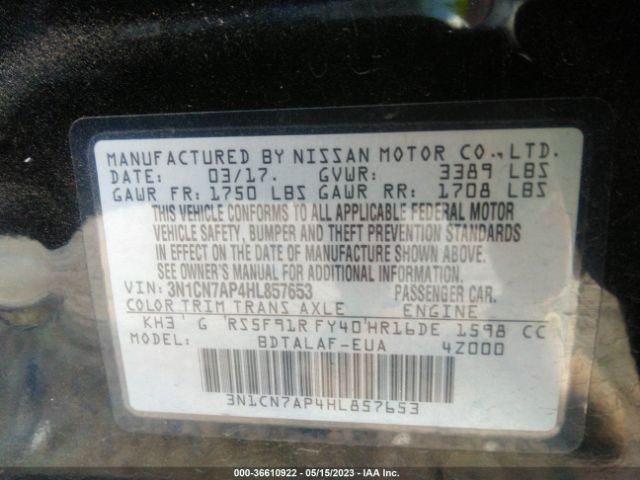 MANUFACTURED BY NISSAN MOTOR CO., LTD.
DATE: 03/17. GVWR: 3389 LBS
GAWR FR: 1750 LBS GAWR RR: 1708 LBS
THIS VEHICLE CONFORMS TO ALL APPLICABLE FEDERAL MOTOR
VEHICLE SAFETY, BUMPER AND THEFT PREVENTION STANDARDS
IN EFFECT ON THE DATE OF MANUFACTURE SHOWN ABOVE.
SEE OWNER'S MANUAL FOR ADDITIONAL INFORMATION.
VIN: 3N1CN7AP4HL857653 PASSENGER CAR.
COLOR TRIM TRANS AXLE ENGINE
KH3 G RS5F91R FY40 HR16DE 1598 CC
MODEL: BDTALAF-EUA 4Z000
3N1CN7AP4HL857653
000-36610922 - 05/15/2023 - IAA Inc.